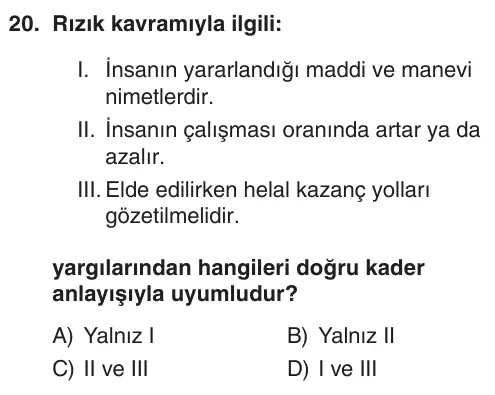 20. Rızık kavramıyla ilgili:
I. İnsanın yararlandığı maddi ve manevi
nimetlerdir.
II. İnsanın çalışması oranında artar ya da
azalır.
III. Elde edilirken helal kazanç yolları
gözetilmelidir.
yargılarından hangileri doğru kader
anlayışıyla uyumludur?
A) Yalnız I B) Yalnız II
C) II ve III D) I ve III